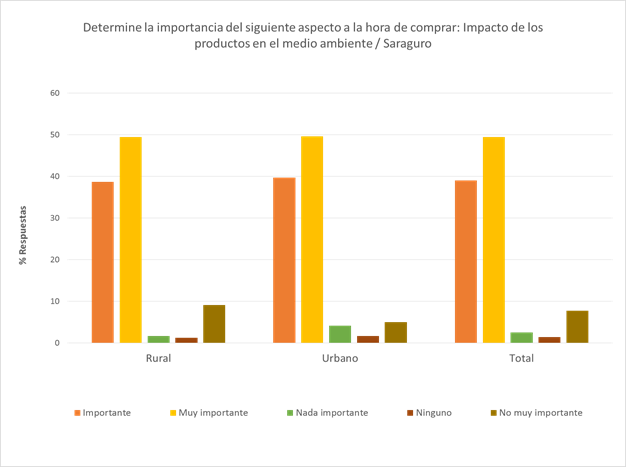 Determine la importancia del siguiente aspecto a la hora de comprar: Impacto de los
productos en el medio ambiente / Saraguro
60
50
40
30
20
10
0
% Respuestas
Rural Urbano Total
Importante Muy importante Nada importante Ninguno No muy importante